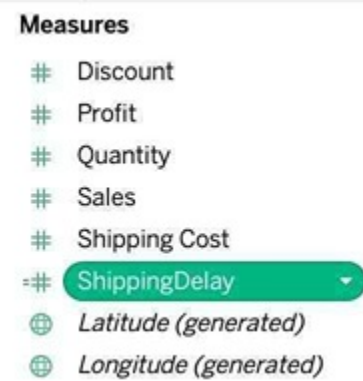 Measures
Discount
Profit
Quantity
Sales
Shipping Cost
ShippingDelay
Latitude (generated)
Longitude (generated)